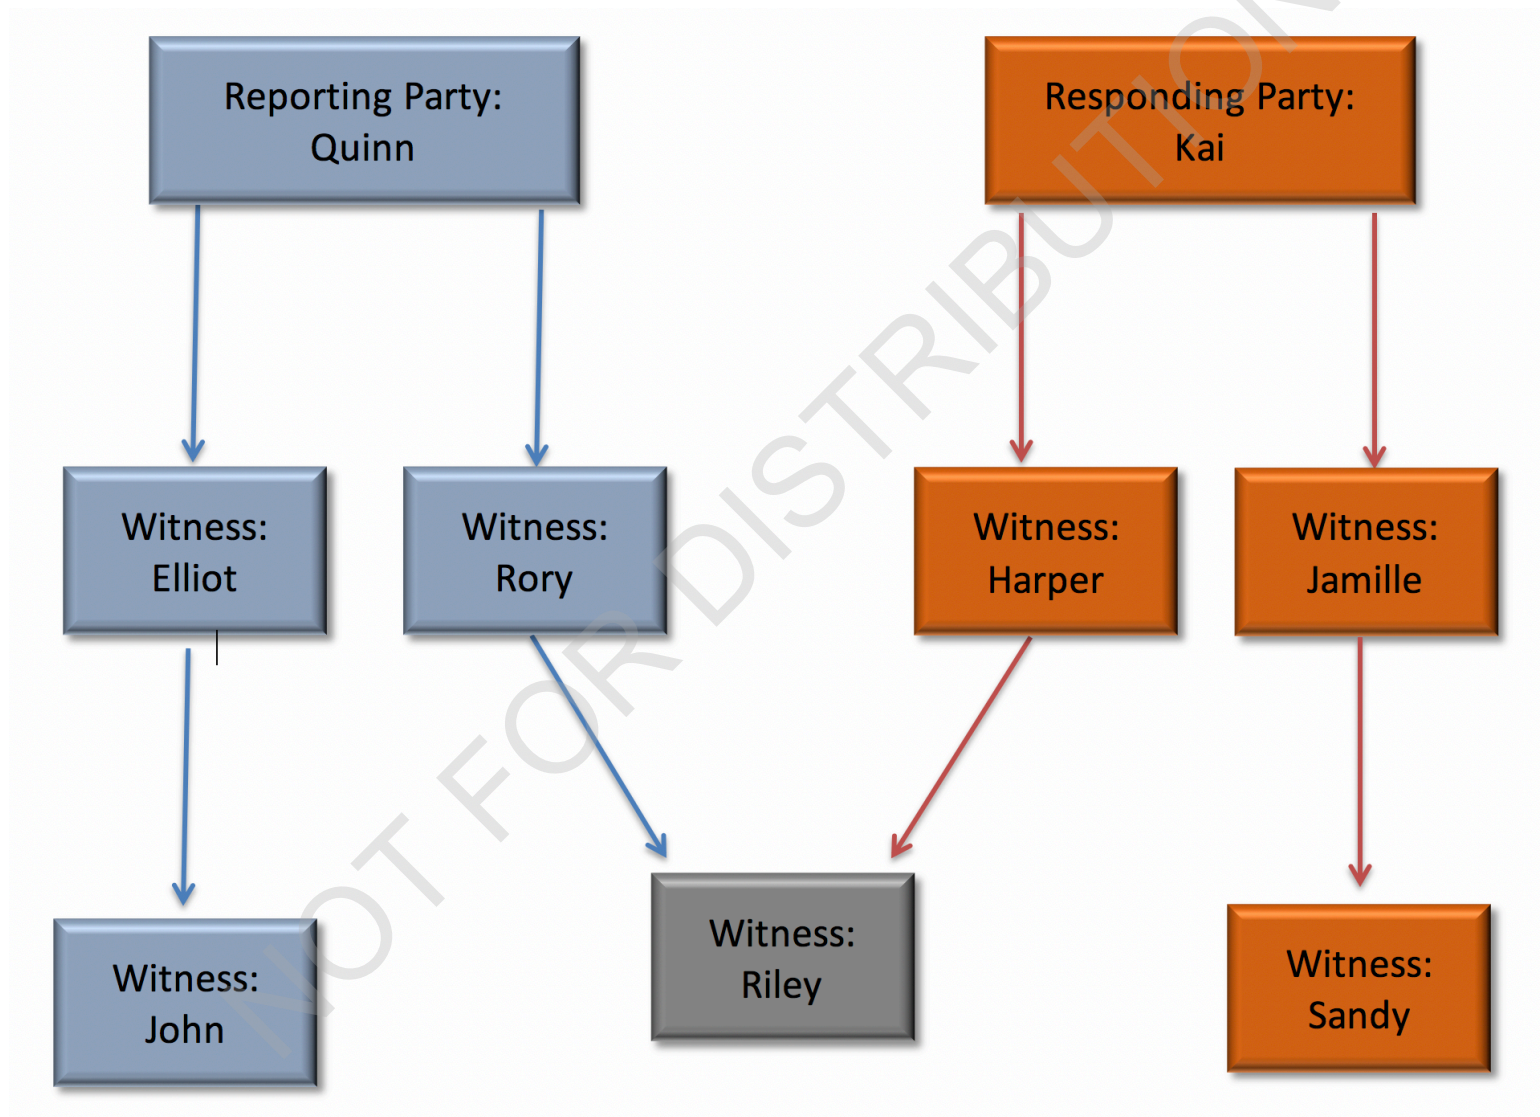 Reporting Party:
Quinn
Responding Party:
Kai
Witness:
Elliot
Witness:
Rory
Witness:
Harper
Witness:
Jamille
Witness:
John
Witness:
Riley
Witness:
Sandy
NOT FOR DISTRIBUTION